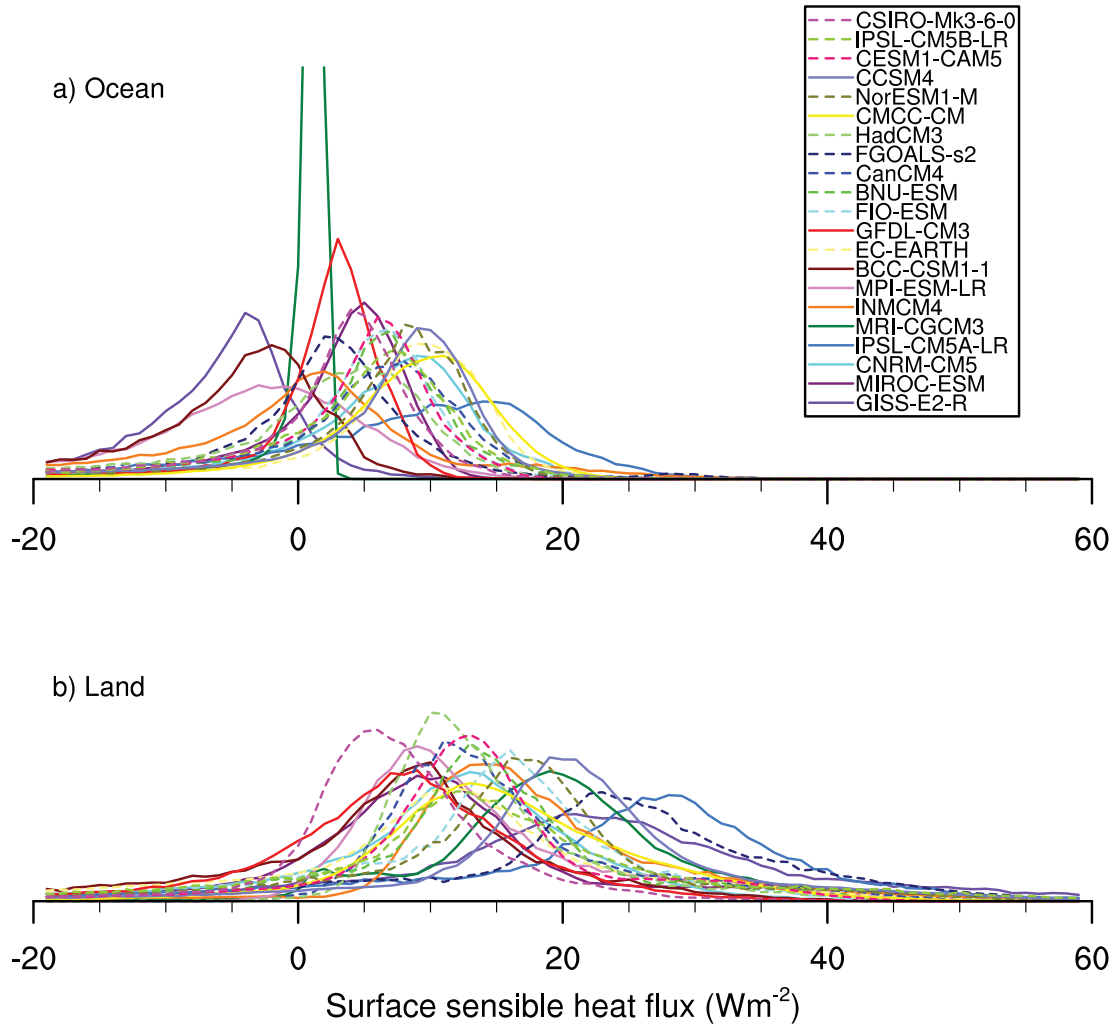 a) Ocean
CSIRO-Mk3-6-0
IPSL-CM5B-LR
CESM1-CAM5
CCSM4
NorESM1-M
CMCC-CM
HadCM3
FGOALS-s2
CanCM4
BNU-ESM
FIO-ESM
GFDL-CM3
EC-EARTH
BCC-CSM1-1
MPI-ESM-LR
INMCM4
MRI-CGCM3
IPSL-CM5A-LR
CNRM-CM5
MIROC-ESM
GISS-E2-R
-20 0 20 40 60
b) Land
-20 0 20 40 60
Surface sensible heat flux (Wm⁻²)